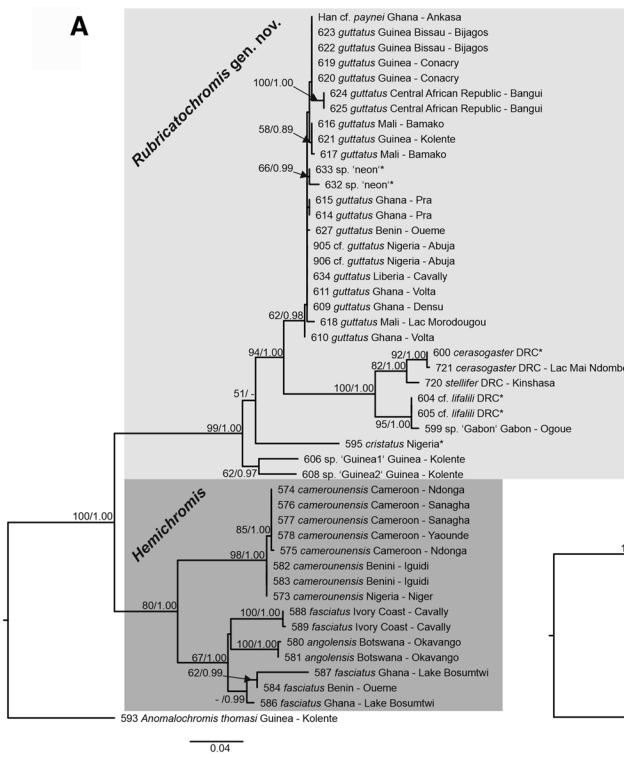 A
Rubricatochromis gen. nov.
Han cf. paynei Ghana - Ankasa
623 guttatus Guinea Bissau - Bijagos
622 guttatus Guinea Bissau - Bijagos
619 guttatus Guinea - Conacry
620 guttatus Guinea - Conacry
100/1.00
624 guttatus Central African Republic - Bangui
625 guttatus Central African Republic - Bangui
616 guttatus Mali - Bamako
58/0.89
621 guttatus Guinea - Kolente
617 guttatus Mali - Bamako
66/0.99
633 sp. 'neon'*
632 sp. 'neon'*
615 guttatus Ghana - Pra
614 guttatus Ghana - Pra
627 guttatus Benin - Oueme
905 cf. guttatus Nigeria - Abuja
906 cf. guttatus Nigeria - Abuja
634 guttatus Liberia - Cavally
611 guttatus Ghana - Volta
609 guttatus Ghana - Densu
62/0.98
618 guttatus Mali - Lac Morodougou
610 guttatus Ghana - Volta
94/1.00
92/1.00
600 cerasogaster DRC*
82/1.00
721 cerasogaster DRC - Lac Mai Ndombe
720 stellifer DRC - Kinshasa
100/1.00
604 cf. lifalili DRC*
51/ -
605 cf. lifalili DRC*
95/1.00
599 sp. 'Gabon' Gabon - Ogoue
99/1.00
595 cristatus Nigeria*
606 sp. 'Guinea1' Guinea - Kolente
62/0.97
608 sp. 'Guinea2' Guinea - Kolente
Hemichromis
574 camerounensis Cameroon - Ndonga
576 camerounensis Cameroon - Sanagha
577 camerounensis Cameroon - Sanagha
100/1.00
85/1.00
578 camerounensis Cameroon - Yaounde
575 camerounensis Cameroon - Ndonga
98/1.00
582 camerounensis Benini - Iguidi
583 camerounensis Benini - Iguidi
573 camerounensis Nigeria - Niger
80/1.00
100/1.00
588 fasciatus Ivory Coast - Cavally
589 fasciatus Ivory Coast - Cavally
100/1.00
580 angolensis Botswana - Okavango
67/1.00
581 angolensis Botswana - Okavango
62/0.99
587 fasciatus Ghana - Lake Bosumtwi
584 fasciatus Benin - Oueme
- /0.99
586 fasciatus Ghana - Lake Bosumtwi
593 Anomalochromis thomasi Guinea - Kolente
0.04